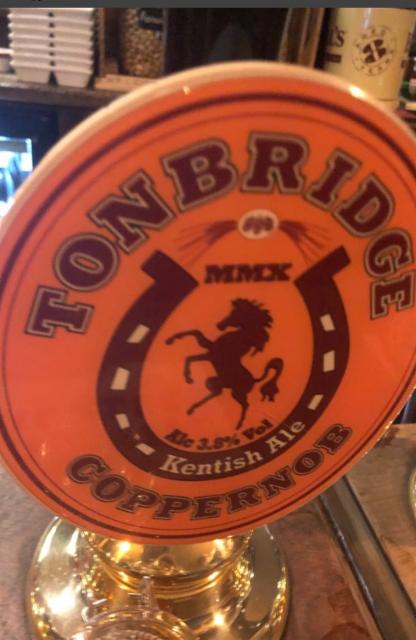 TONBRIDGE
MMX
Alc 3.8% Vol
Kentish Ale
COPPERNOB